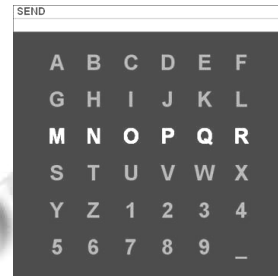 SEND
A B C D E F
G H I J K L
M N O P Q R
S T U V W X
Y Z 1 2 3 4
5 6 7 8 9 _